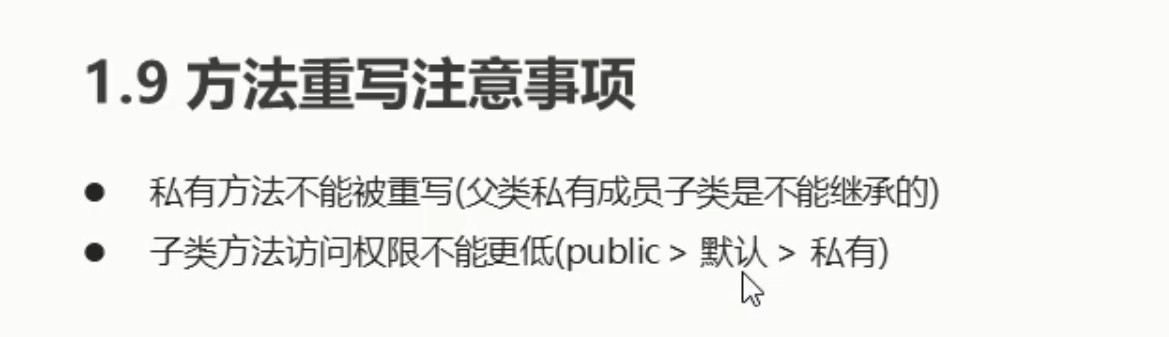 1.9 方法重写注意事项
● 私有方法不能被重写(父类私有成员子类是不能继承的)
● 子类方法访问权限不能更低(public > 默认 > 私有)